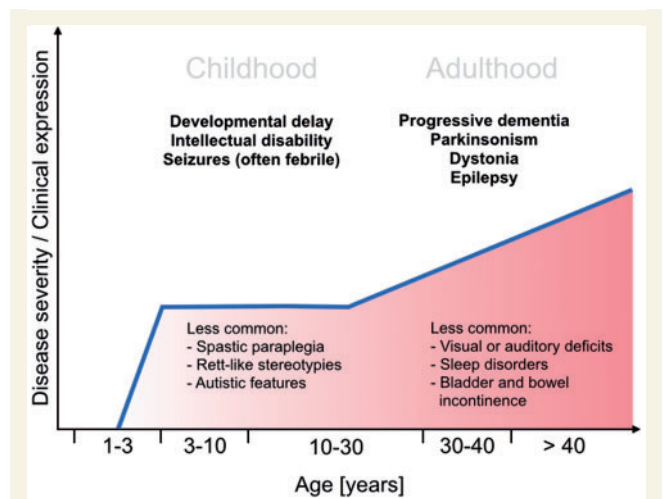 Disease severity / Clinical expression
Childhood
Developmental delay
Intellectual disability
Seizures (often febrile)
Adulthood
Progressive dementia
Parkinsonism
Dystonia
Epilepsy
Less common:
- Spastic paraplegia
- Rett-like stereotypies
- Autistic features
Less common:
- Visual or auditory deficits
- Sleep disorders
- Bladder and bowel
incontinence
1-3 3-10 10-30 30-40 > 40
Age [years]